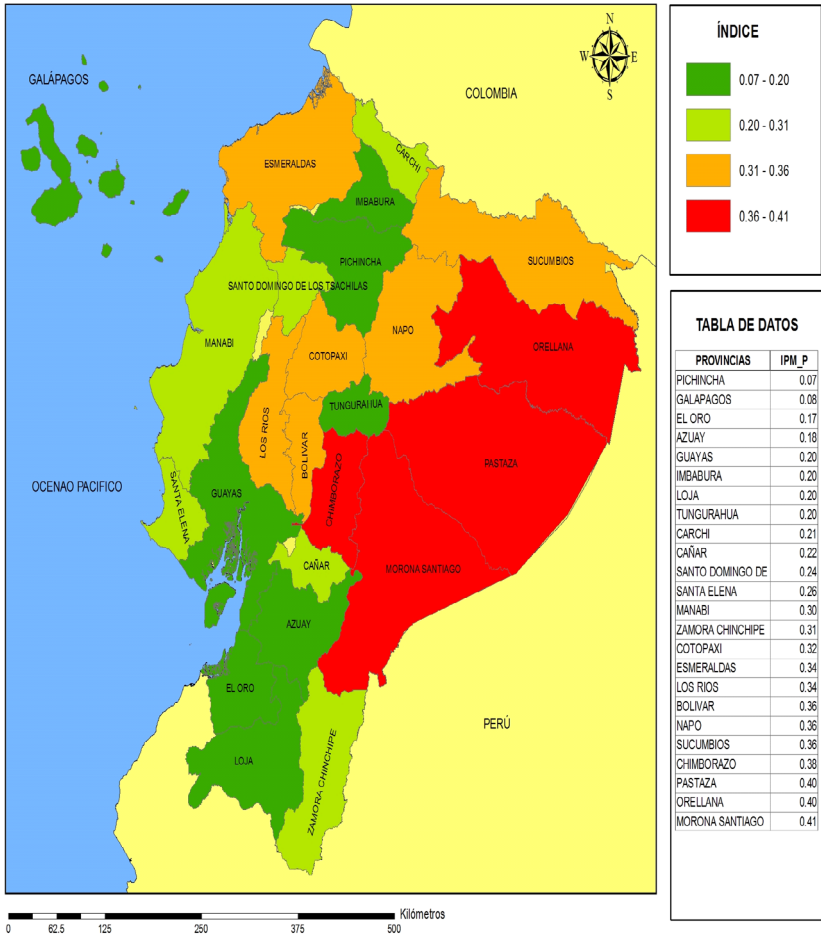 GALÁPAGOS
COLOMBIA
N
W E
S
ESMERALDAS
CARCHI
IMBABURA
PICHINCHA
SUCUMBIOS
SANTO DOMINGO DE LOS TSACHILAS
MANABI
COTOPAXI
NAPO
ORELLANA
TUNGURAHUA
LOS RIOS
BOLIVAR
PASTAZA
SANTA ELENA
OCENAO PACIFICO
GUAYAS
CHIMBORAZO
CAÑAR
MORONA SANTIAGO
AZUAY
EL ORO
PERÚ
LOJA
ZAMORA CHINCHIPE
0 62.5 125 250 375 500 Kilómetros
ÍNDICE
0.07 - 0.20
0.20 - 0.31
0.31 - 0.36
0.36 - 0.41
TABLA DE DATOS
PROVINCIAS IPM_P
PICHINCHA 0.07
GALAPAGOS 0.08
EL ORO 0.17
AZUAY 0.18
GUAYAS 0.20
IMBABURA 0.20
LOJA 0.20
TUNGURAHUA 0.20
CARCHI 0.21
CAÑAR 0.22
SANTO DOMINGO DE 0.24
SANTA ELENA 0.26
MANABI 0.30
ZAMORA CHINCHIPE 0.31
COTOPAXI 0.32
ESMERALDAS 0.34
LOS RIOS 0.34
BOLIVAR 0.36
NAPO 0.36
SUCUMBIOS 0.36
CHIMBORAZO 0.38
PASTAZA 0.40
ORELLANA 0.40
MORONA SANTIAGO 0.41